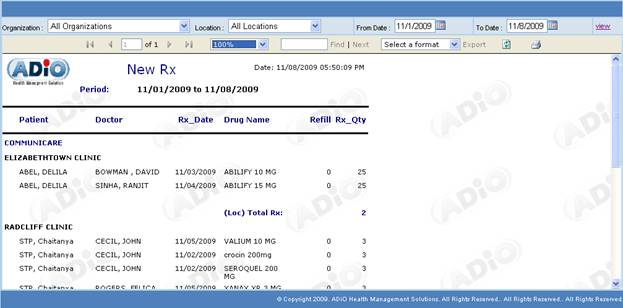 Organization : All Organizations Location : All Locations From Date : 11/1/2009 To Date : 11/8/2009 view
1 of 1 100% Find | Next Select a format Export
ADiO
Health Management Solutions
New Rx Date: 11/08/2009 05:50:09 PM
Period: 11/01/2009 to 11/08/2009
Patient Doctor Rx_Date Drug Name Refill Rx_Qty
COMMUNICARE
ELIZABETHTOWN CLINIC
ABEL, DELILA BOWMAN , DAVID 11/03/2009 ABILIFY 10 MG 0 25
ABEL, DELILA SINHA, RANJIT 11/04/2009 ABILIFY 15 MG 0 25
(Loc) Total Rx: 2
RADCLIFF CLINIC
STP, Chaitanya CECIL, JOHN 11/05/2009 VALIUM 10 MG 0 3
STP, Chaitanya CECIL, JOHN 11/02/2009 crocin 200mg 0 3
STP, Chaitanya CECIL, JOHN 11/02/2009 SEROQUEL 200 MG 0 3
STP, Chaitanya ROGERS, FELICA 11/05/2009 XANAX XR 3 MG 0 3
© Copyright 2009. ADiO Health Management Solutions. All Rights Reserved.. All Rights Reserved.. All Rights Reserved